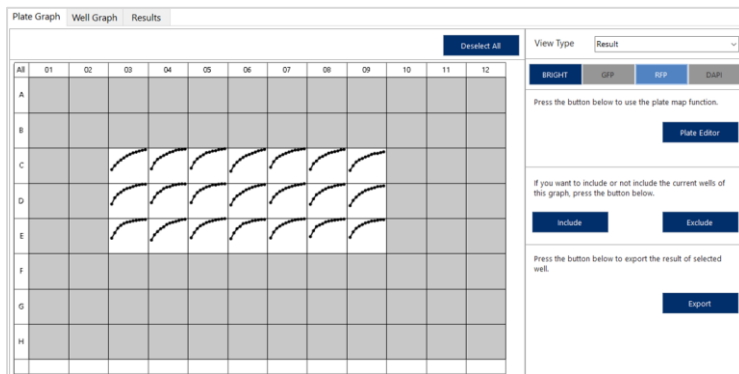 Plate Graph Well Graph Results
Deselect All
All 01 02 03 04 05 06 07 08 09 10 11 12
A
B
C
D
E
F
G
H
View Type Result
BRIGHT GFP RFP DAPI
Press the button below to use the plate map function.
Plate Editor
If you want to include or not include the current wells of
this graph, press the button below.
Include Exclude
Press the button below to export the result of selected
well.
Export